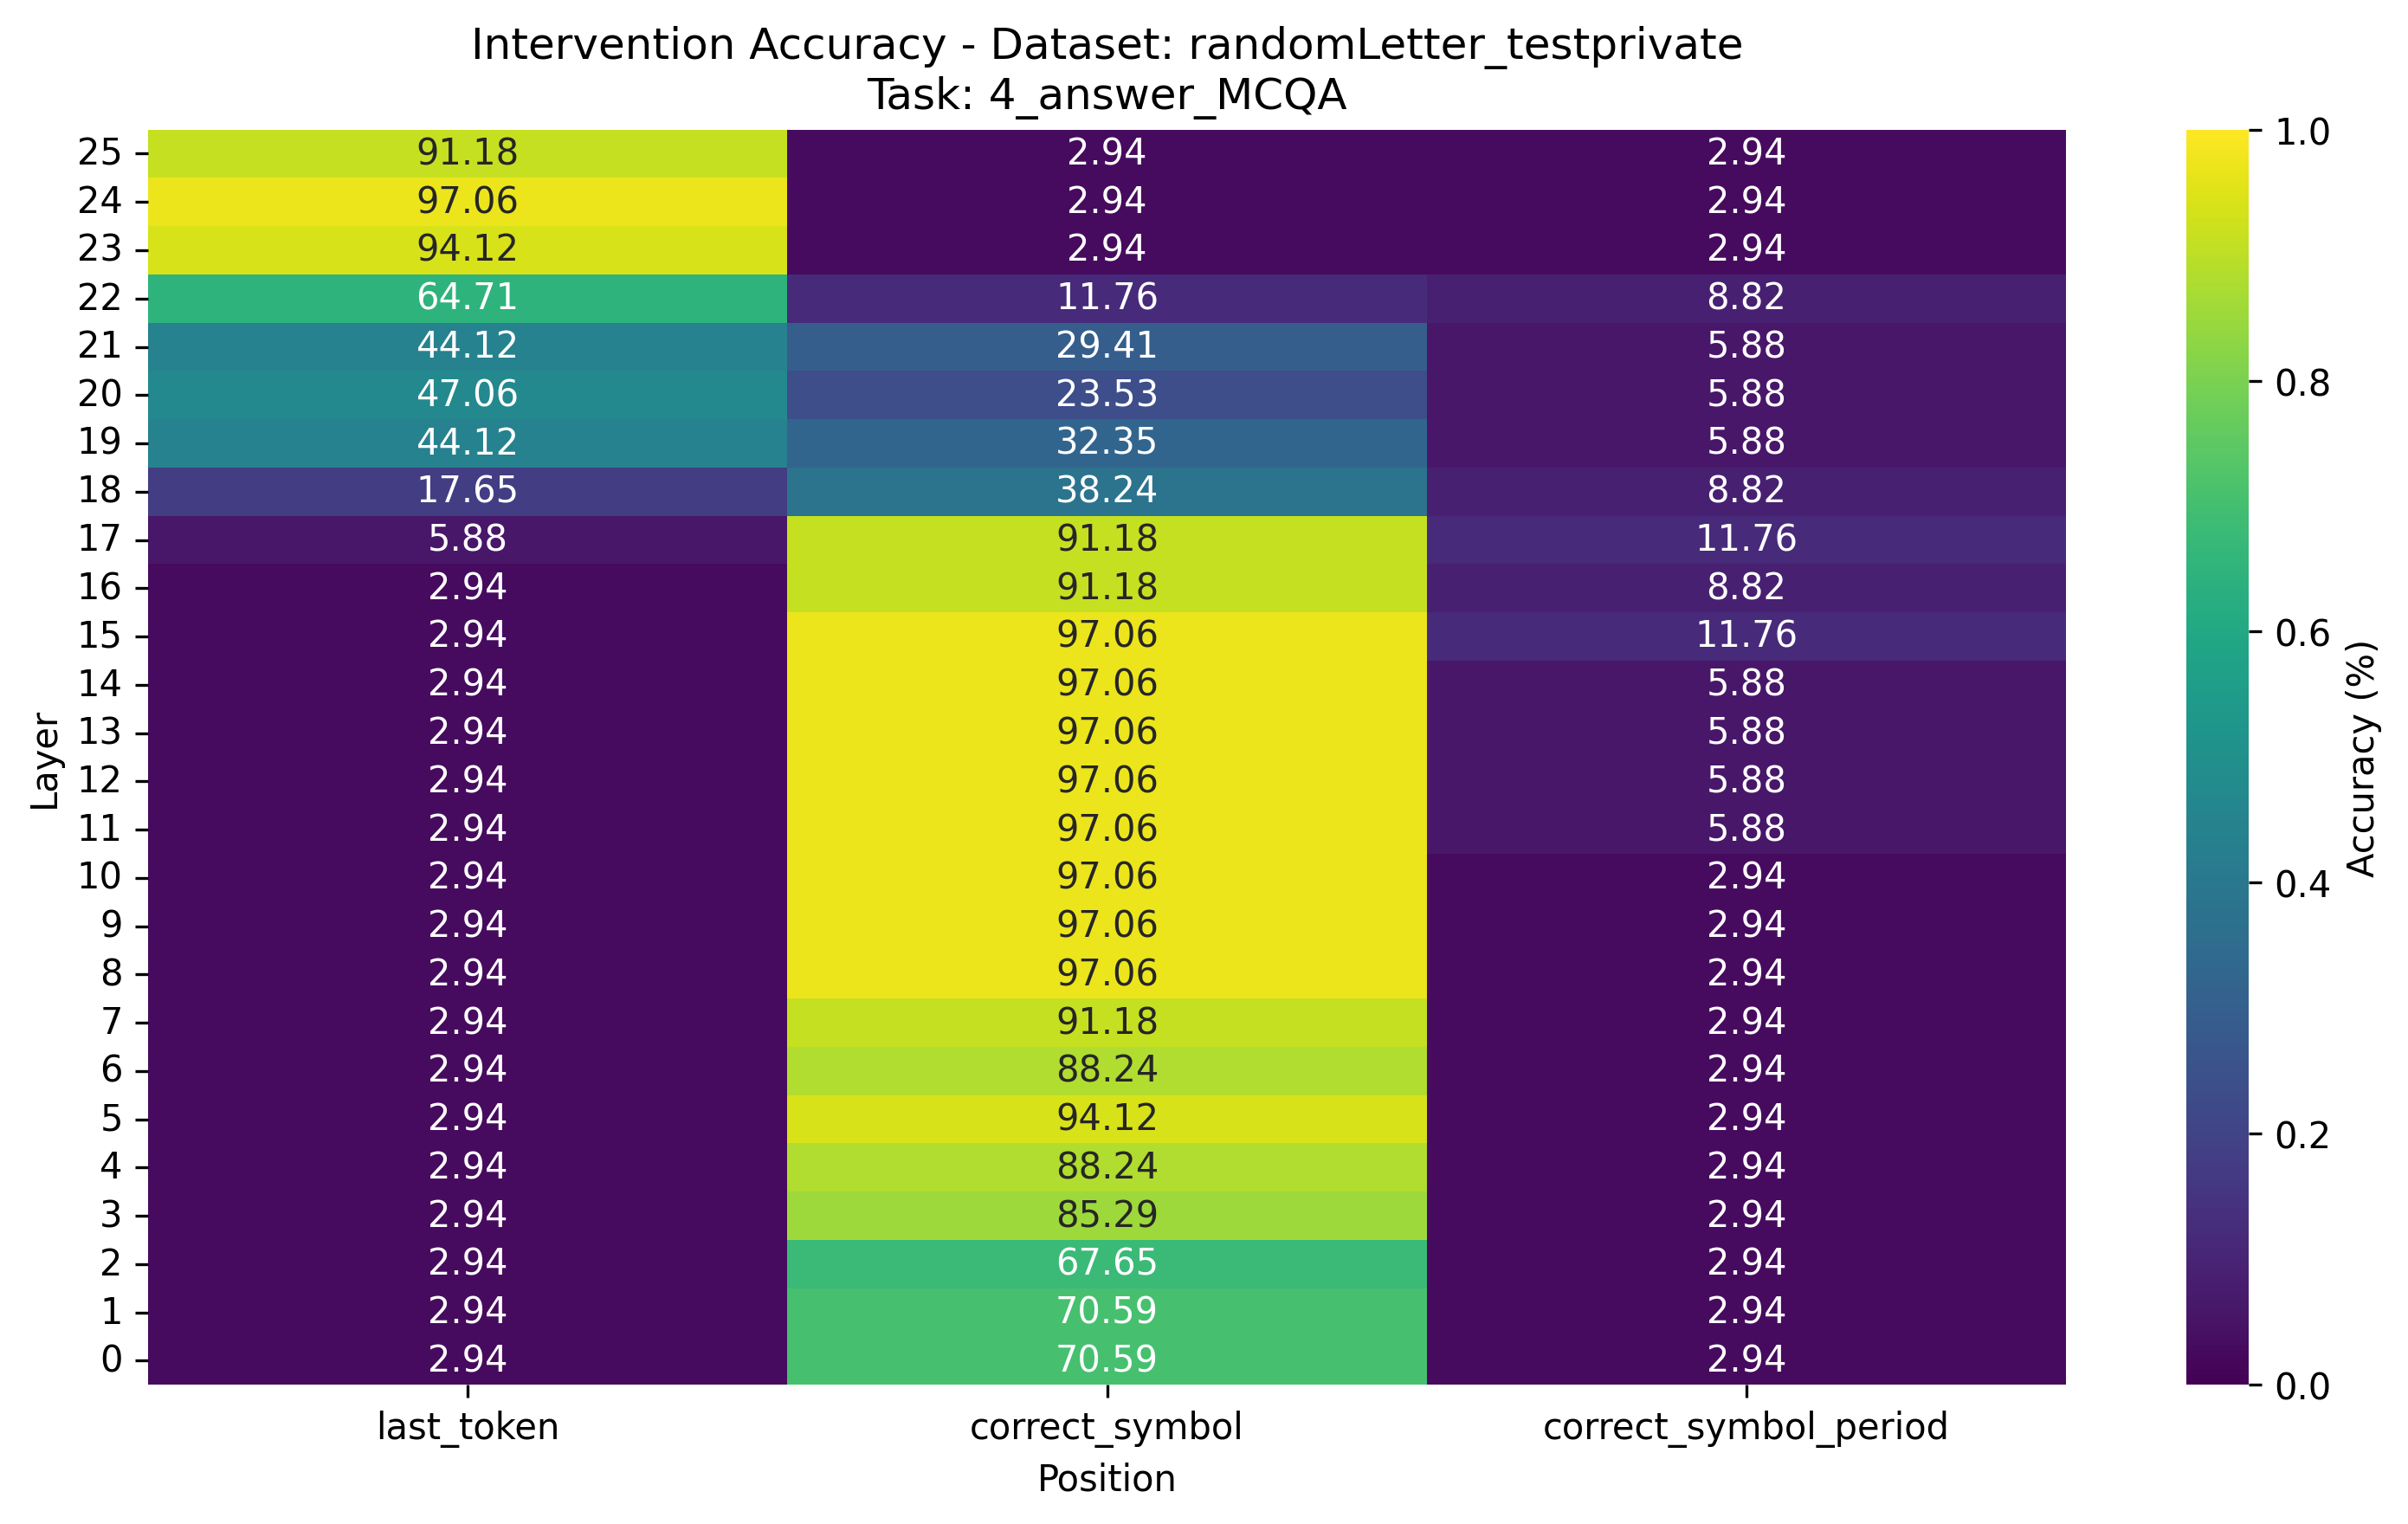 Intervention Accuracy - Dataset: randomLetter_testprivate
Task: 4_answer_MCQA
25 91.18 2.94 2.94
24 97.06 2.94 2.94
23 94.12 2.94 2.94
22 64.71 11.76 8.82
21 44.12 29.41 5.88
20 47.06 23.53 5.88
19 44.12 32.35 5.88
18 17.65 38.24 8.82
17 5.88 91.18 11.76
16 2.94 91.18 8.82
15 2.94 97.06 11.76
14 2.94 97.06 5.88
13 2.94 97.06 5.88
12 2.94 97.06 5.88
11 2.94 97.06 5.88
10 2.94 97.06 2.94
9 2.94 97.06 2.94
8 2.94 97.06 2.94
7 2.94 91.18 2.94
6 2.94 88.24 2.94
5 2.94 94.12 2.94
4 2.94 88.24 2.94
3 2.94 85.29 2.94
2 2.94 67.65 2.94
1 2.94 70.59 2.94
0 2.94 70.59 2.94
last_token correct_symbol correct_symbol_period
Position
Layer
1.0
0.8
0.6
0.4
0.2
0.0
Accuracy (%)